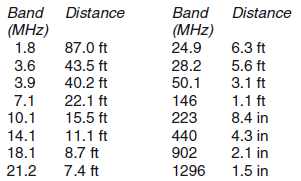 Band Distance Band Distance
(MHz) (MHz)
1.8 87.0 ft 24.9 6.3 ft
3.6 43.5 ft 28.2 5.6 ft
3.9 40.2 ft 50.1 3.1 ft
7.1 22.1 ft 146 1.1 ft
10.1 15.5 ft 223 8.4 in
14.1 11.1 ft 440 4.3 in
18.1 8.7 ft 902 2.1 in
21.2 7.4 ft 1296 1.5 in